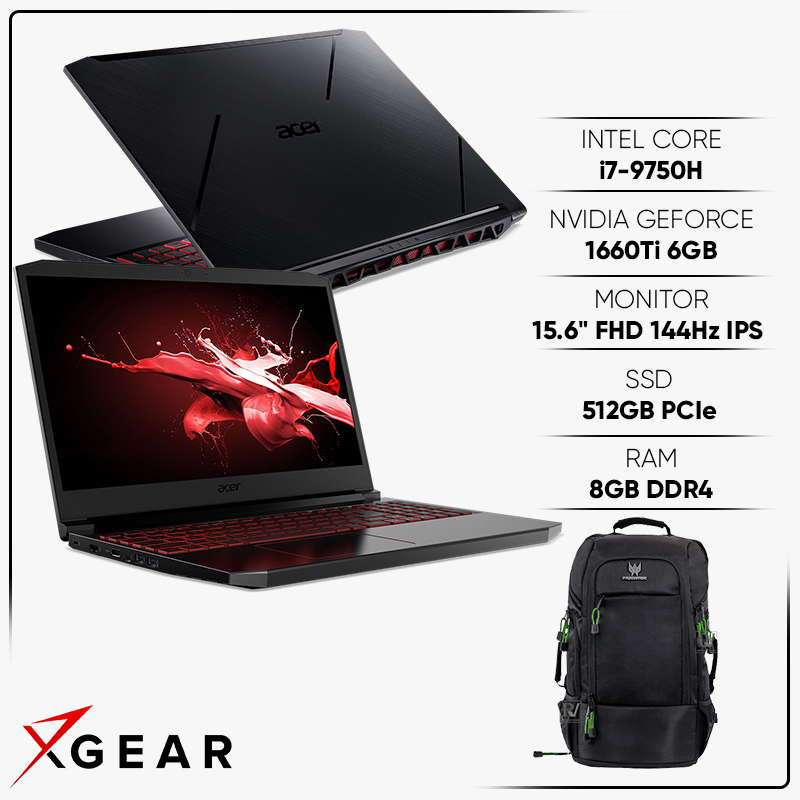 acer
INTEL CORE
i7-9750H
NVIDIA GEFORCE
1660Ti 6GB
MONITOR
15.6" FHD 144Hz IPS
SSD
512GB PCIe
RAM
8GB DDR4
acer
PREDATOR
XGEAR